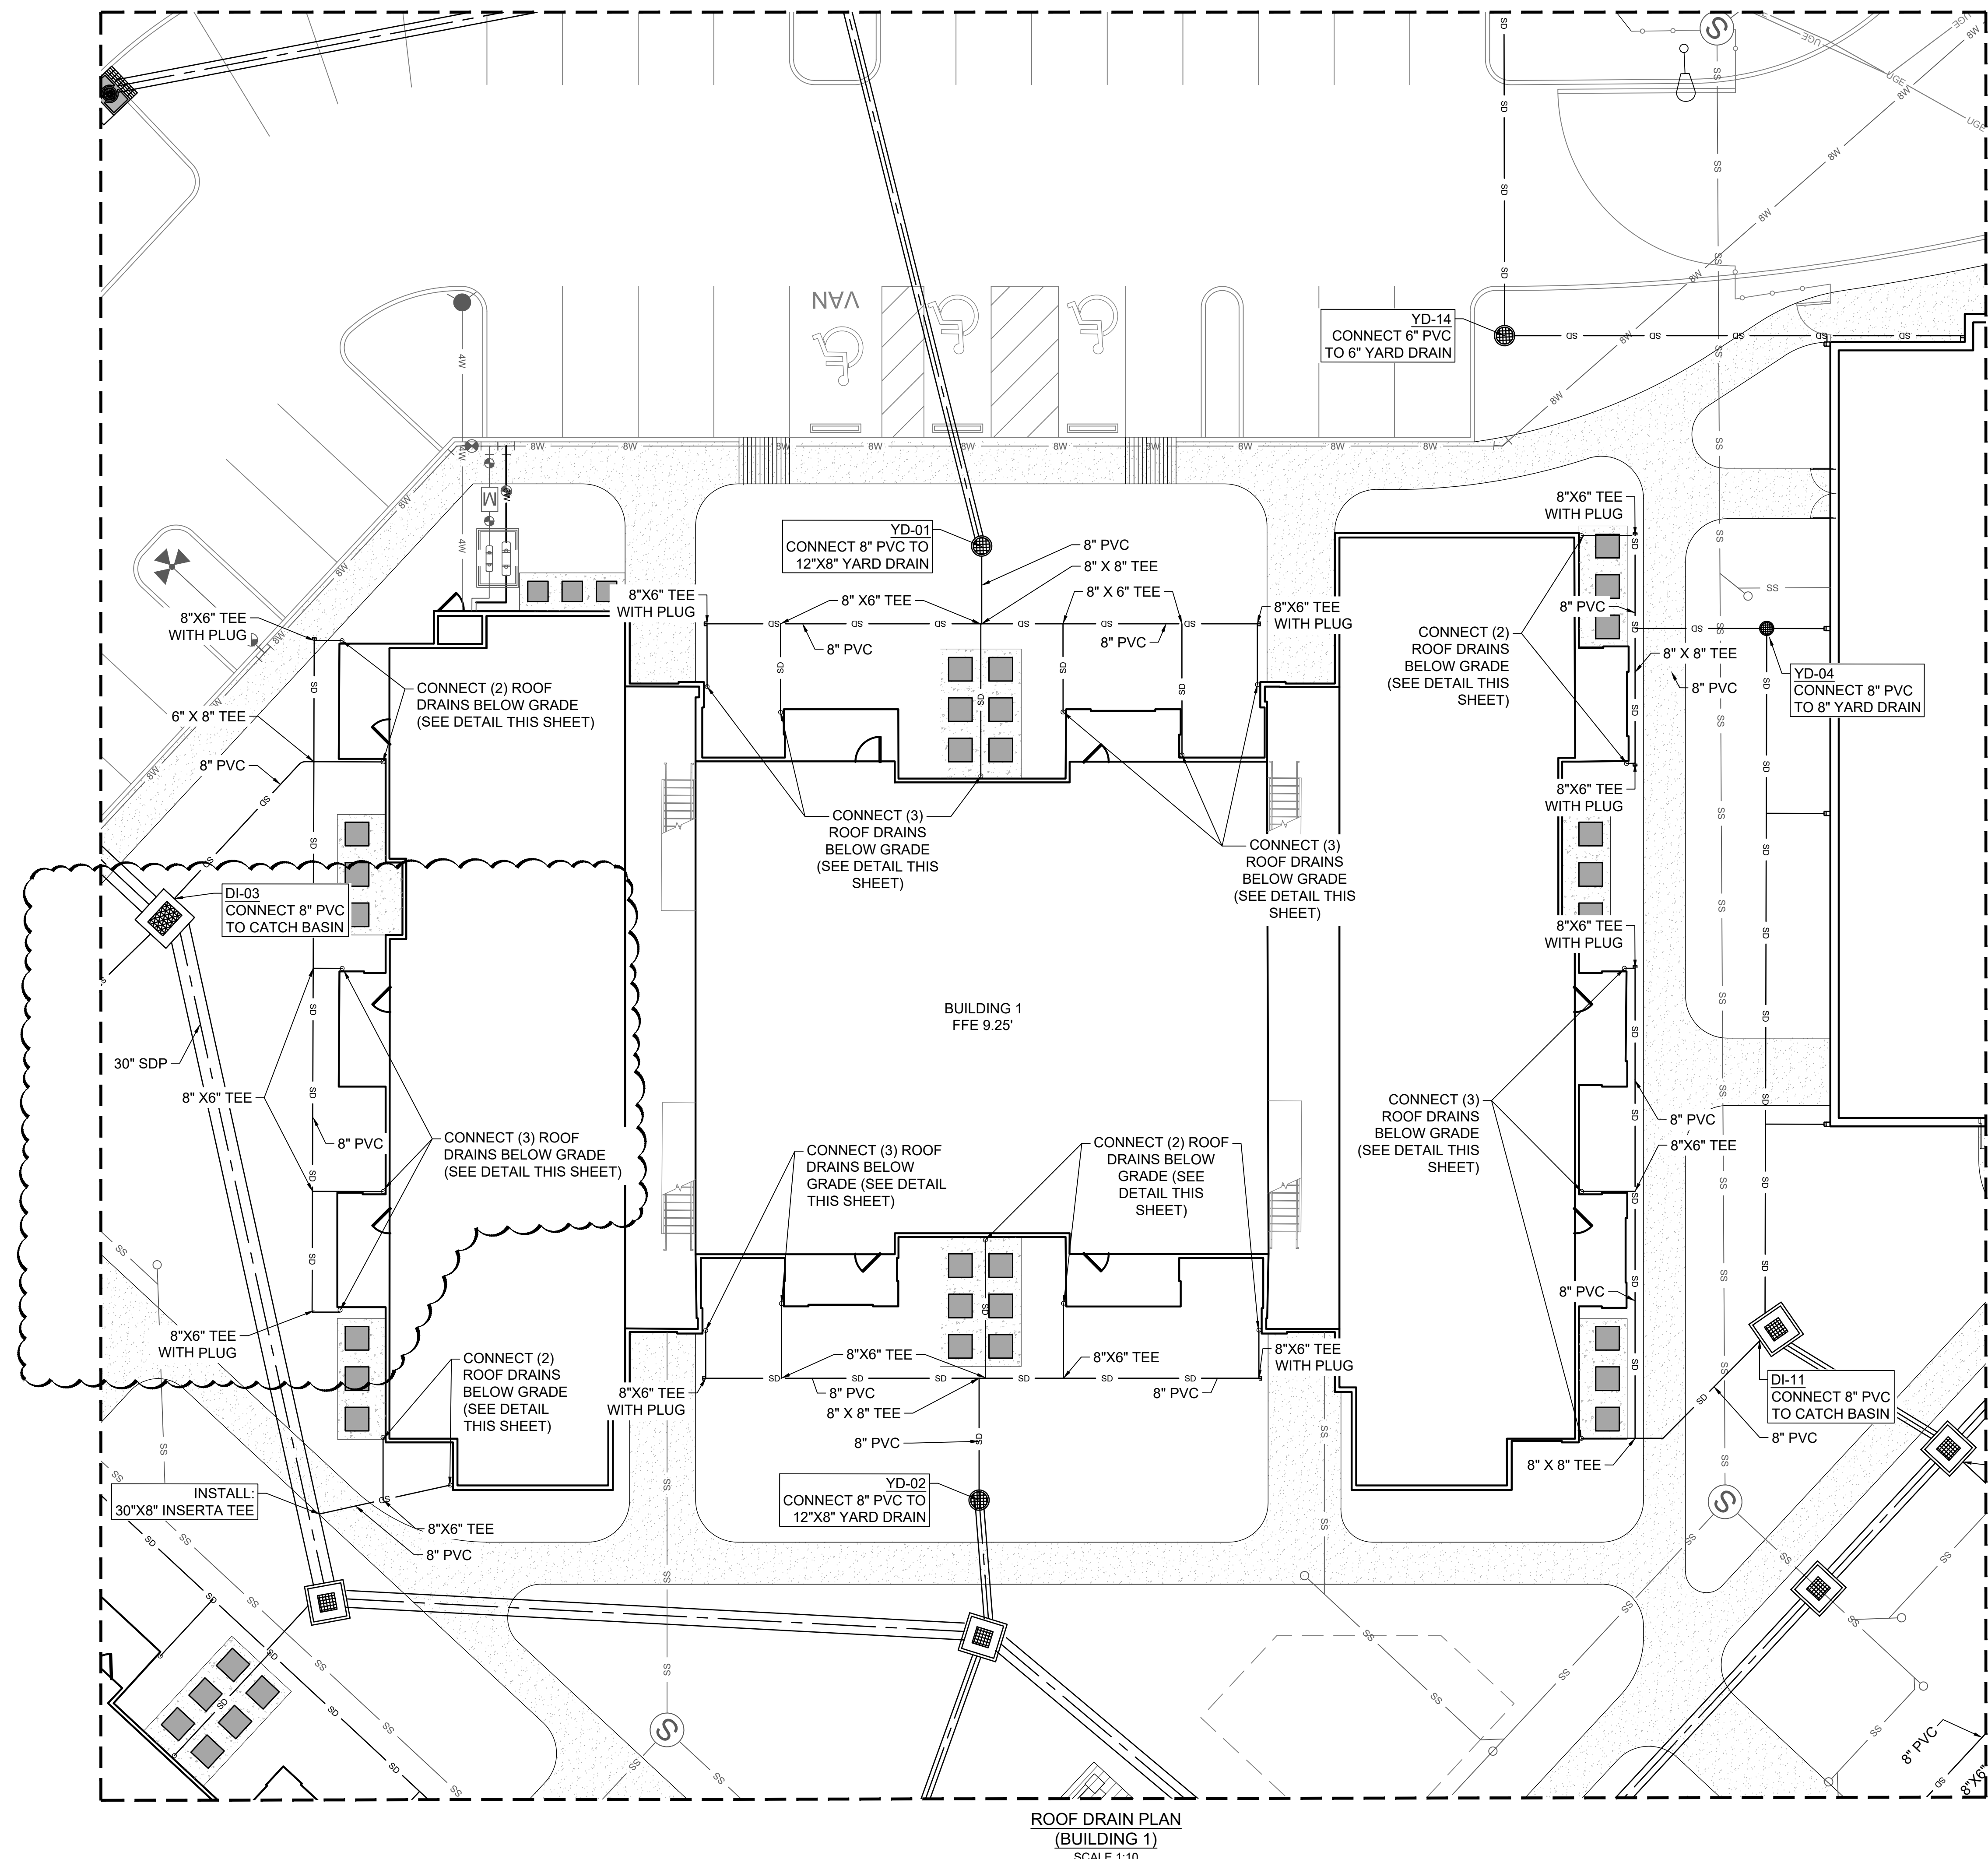 VAN
YD-14
CONNECT 6" PVC
TO 6" YARD DRAIN
YD-01
CONNECT 8" PVC TO
12"X8" YARD DRAIN
8" PVC
8" X 8" TEE
8"X6" TEE
WITH PLUG
8" X6" TEE
8" X 6" TEE
8"X6" TEE
WITH PLUG
8" PVC
8" PVC
8"X6" TEE
WITH PLUG
8" PVC
CONNECT (2)
ROOF DRAINS
BELOW GRADE
(SEE DETAIL THIS
SHEET)
8" X 8" TEE
8" PVC
YD-04
CONNECT 8" PVC
TO 8" YARD DRAIN
8"X6" TEE
WITH PLUG
8"X6" TEE
WITH PLUG
CONNECT (2) ROOF
DRAINS BELOW GRADE
(SEE DETAIL THIS SHEET)
6" X 8" TEE
8" PVC
CONNECT (3)
ROOF DRAINS
BELOW GRADE
(SEE DETAIL THIS
SHEET)
CONNECT (3)
ROOF DRAINS
BELOW GRADE
(SEE DETAIL THIS
SHEET)
DI-03
CONNECT 8" PVC
TO CATCH BASIN
8"X6" TEE
WITH PLUG
BUILDING 1
FFE 9.25'
30" SDP
8" X6" TEE
8" PVC
CONNECT (3) ROOF
DRAINS BELOW GRADE
(SEE DETAIL THIS SHEET)
CONNECT (3) ROOF
DRAINS BELOW
GRADE (SEE DETAIL
THIS SHEET)
CONNECT (2) ROOF
DRAINS BELOW
GRADE (SEE
DETAIL THIS
SHEET)
CONNECT (3)
ROOF DRAINS
BELOW GRADE
(SEE DETAIL THIS
SHEET)
8" PVC
8"X6" TEE
8" PVC
8"X6" TEE
WITH PLUG
CONNECT (2)
ROOF DRAINS
BELOW GRADE
(SEE DETAIL
THIS SHEET)
8"X6" TEE
WITH PLUG
8"X6" TEE
8" PVC
8" X 8" TEE
8" PVC
8"X6" TEE
8" PVC
8"X6" TEE
WITH PLUG
DI-11
CONNECT 8" PVC
TO CATCH BASIN
8" PVC
8" X 8" TEE
YD-02
CONNECT 8" PVC TO
12"X8" YARD DRAIN
INSTALL:
30"X8" INSERTA TEE
8"X6" TEE
8" PVC
8" PVC
8"X6"
ROOF DRAIN PLAN
(BUILDING 1)
SCALE 1:10